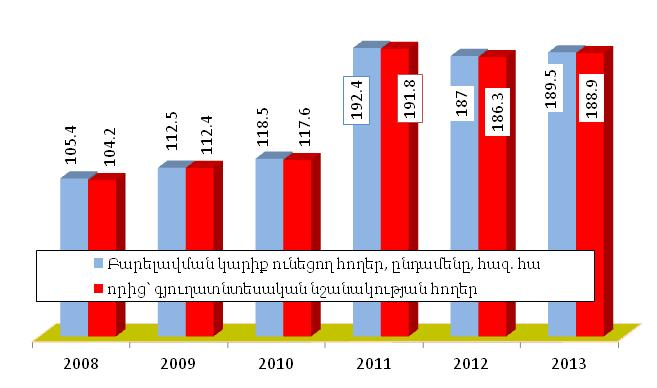 105.4 104.2 112.5 112.4 118.5 117.6 192.4 191.8 187 186.3 189.5 188.9
Բարելավման կարիք ունեցող հողեր, ընդամենը, հազ. հա
որից՝ գյուղատնտեսական նշանակության հողեր
2008 2009 2010 2011 2012 2013